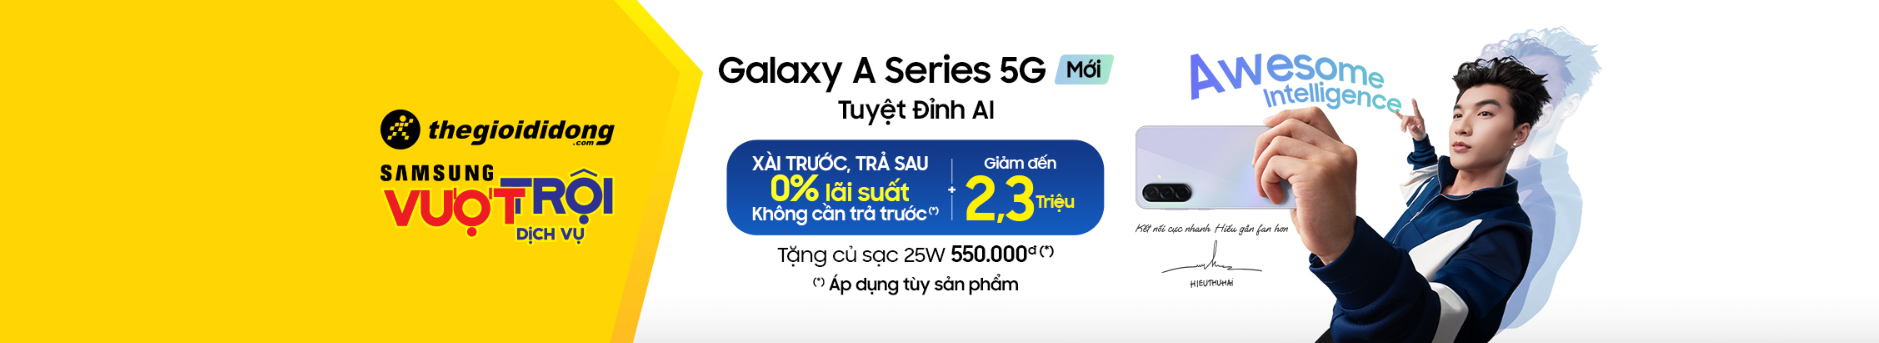 thegioididong
.com
SAMSUNG
VƯỢT TRỘI
DỊCH VỤ
Galaxy A Series 5G Mới
Tuyệt Đỉnh AI
XÀI TRƯỚC, TRẢ SAU
0% lãi suất
Không cần trả trước(*)
+
Giảm đến
2,3 Triệu
Tặng củ sạc 25W 550.000đ (*)
(*) Áp dụng tùy sản phẩm
Awesome
Intelligence
Kết nối cực nhanh Hiếu gần fan hơn
HIEUTHUHAI